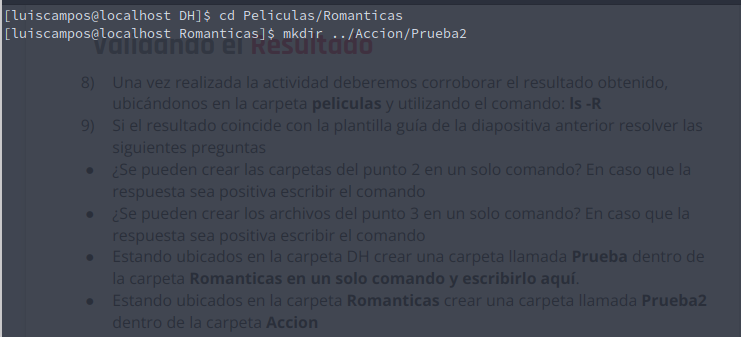 [luiscampos@localhost DH]$ cd Peliculas/Romanticas
[luiscampos@localhost Romanticas]$ mkdir ../Accion/Prueba2
Validando el Resultado
8) Una vez realizada la actividad deberemos corroborar el resultado obtenido,
ubicándonos en la carpeta peliculas y utilizando el comando: ls -R
9) Si el resultado coincide con la plantilla guía de la diapositiva anterior resolver las
siguientes preguntas
● ¿Se pueden crear las carpetas del punto 2 en un solo comando? En caso que la
respuesta sea positiva escribir el comando
● ¿Se pueden crear los archivos del punto 3 en un solo comando? En caso que la
respuesta sea positiva escribir el comando
● Estando ubicados en la carpeta DH crear una carpeta llamada Prueba dentro de
la carpeta Romanticas en un solo comando y escribirlo aquí.
● Estando ubicados en la carpeta Romanticas crear una carpeta llamada Prueba2
dentro de la carpeta Accion